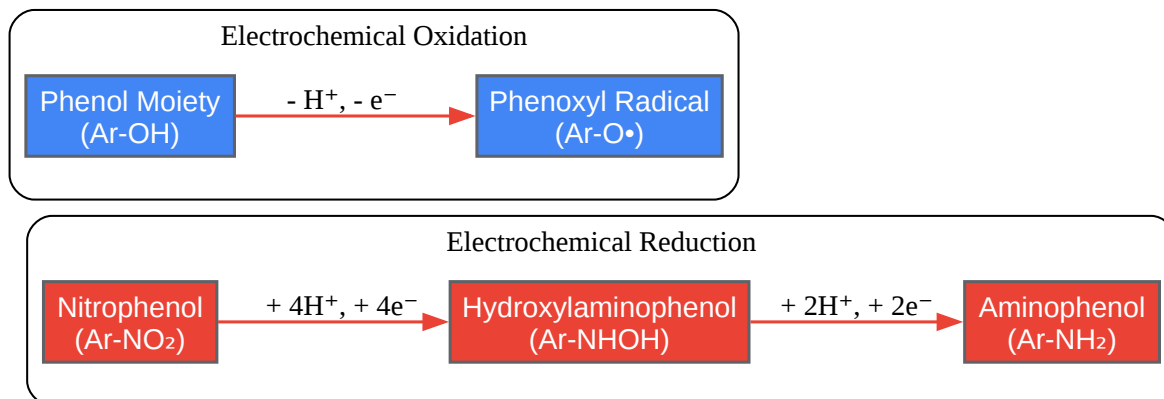 Electrochemical Oxidation
Phenol Moiety
(Ar-OH)
- H⁺, - e⁻
Phenoxyl Radical
(Ar-O•)
Electrochemical Reduction
Nitrophenol
(Ar-NO₂)
+ 4H⁺, + 4e⁻
Hydroxylaminophenol
(Ar-NHOH)
+ 2H⁺, + 2e⁻
Aminophenol
(Ar-NH₂)